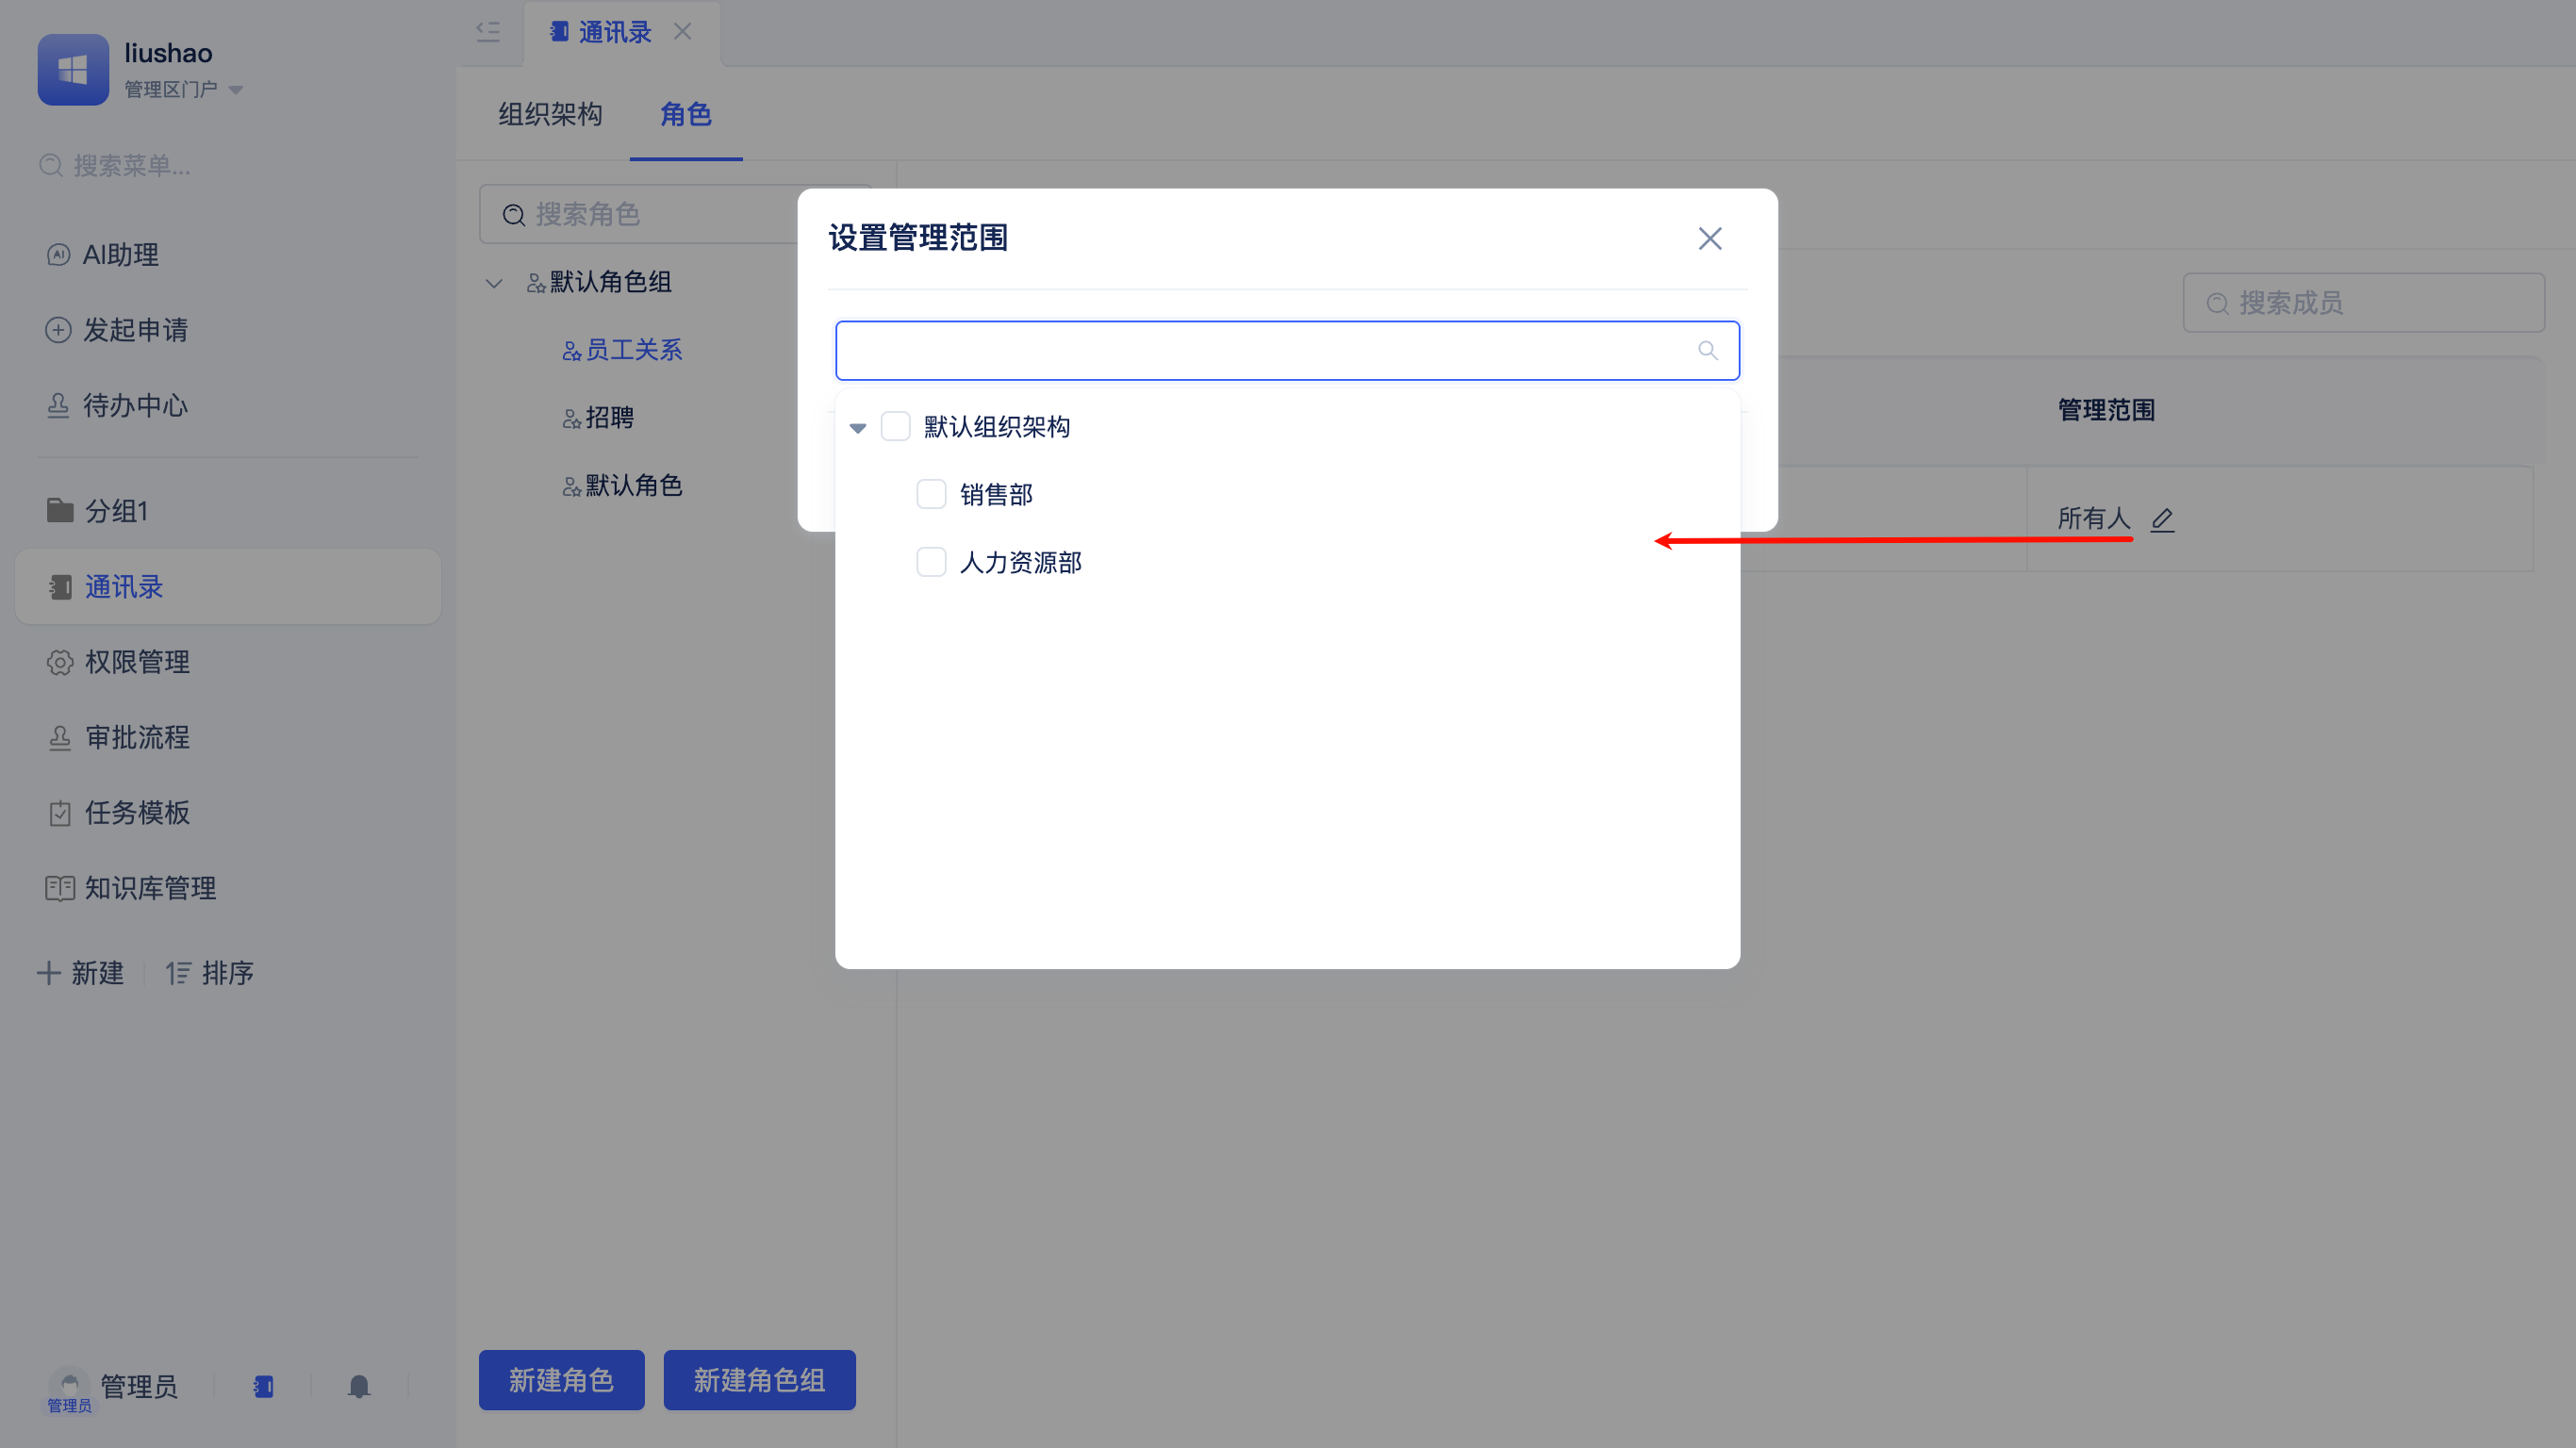 liushao
管理区门户
搜索菜单...
AI助理
发起申请
待办中心
分组1
通讯录
权限管理
审批流程
任务模板
知识库管理
新建
排序
管理员
管理员
通讯录
组织架构
角色
搜索角色
默认角色组
员工关系
招聘
默认角色
新建角色
新建角色组
设置管理范围
默认组织架构
销售部
人力资源部
搜索成员
管理范围
所有人